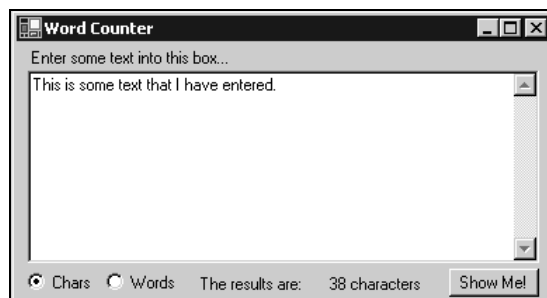 Word Counter
Enter some text into this box...
This is some text that I have entered.
Chars Words The results are: 38 characters Show Me!